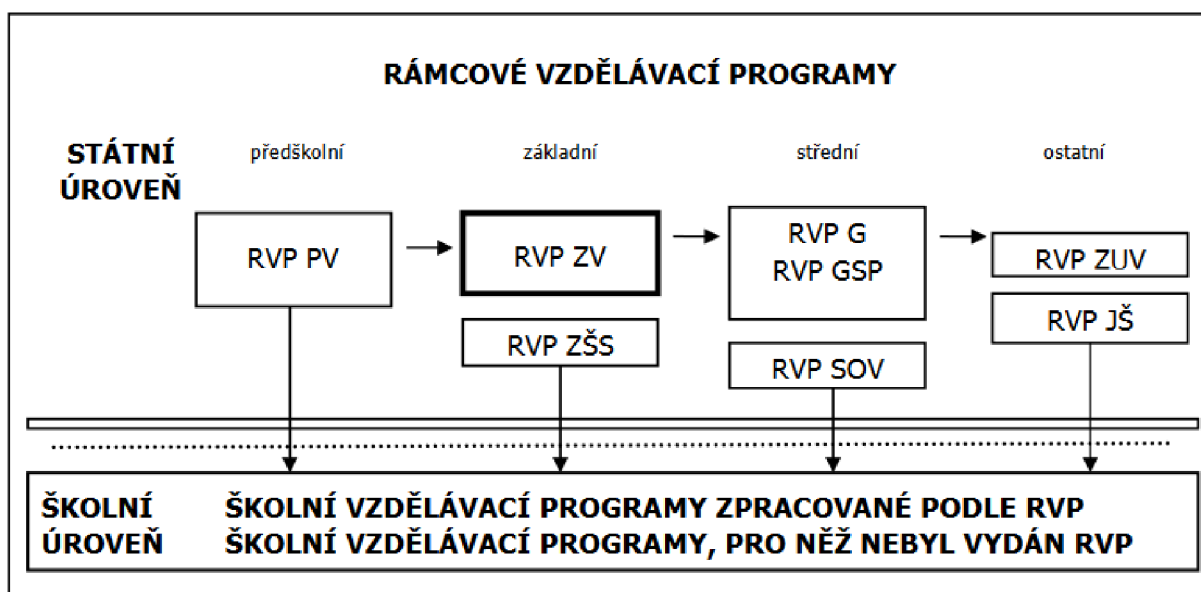 RÁMCOVÉ VZDĚLÁVACÍ PROGRAMY
STÁTNÍ
ÚROVEŇ
předškolní
základní
střední
ostatní
RVP PV
RVP ZV
RVP G
RVP GSP
RVP ZUV
RVP ZŠS
RVP SOV
RVP JŠ
ŠKOLNÍ ŠKOLNÍ VZDĚLÁVACÍ PROGRAMY ZPRACOVANÉ PODLE RVP
ÚROVEŇ ŠKOLNÍ VZDĚLÁVACÍ PROGRAMY, PRO NĚŽ NEBYL VYDÁN RVP